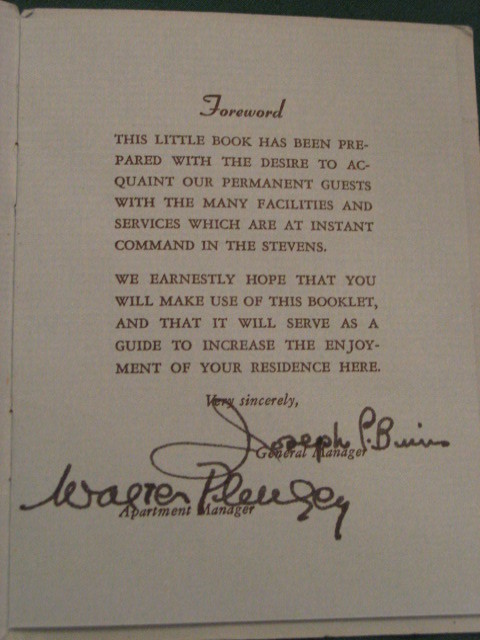 Foreword
THIS LITTLE BOOK HAS BEEN PRE-
PARED WITH THE DESIRE TO AC-
QUAINT OUR PERMANENT GUESTS
WITH THE MANY FACILITIES AND
SERVICES WHICH ARE AT INSTANT
COMMAND IN THE STEVENS.
WE EARNESTLY HOPE THAT YOU
WILL MAKE USE OF THIS BOOKLET,
AND THAT IT WILL SERVE AS A
GUIDE TO INCREASE THE ENJOY-
MENT OF YOUR RESIDENCE HERE.
Very sincerely,
Joseph P. Binns
General Manager
Apartment Manager